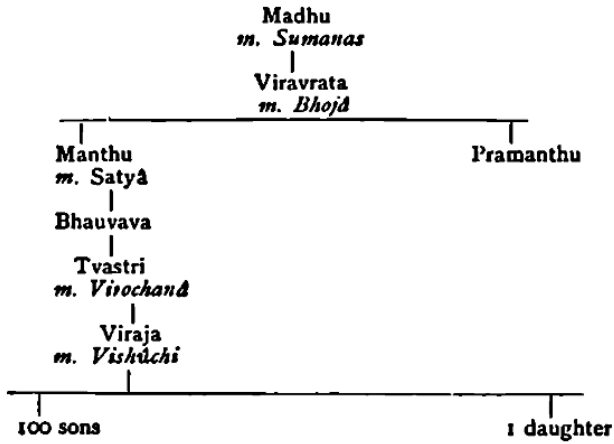 Madhu
m. Sumanas
Viravrata
m. Bhojâ
Manthu
Pramanthu
m. Satyâ
Bhauvava
Tvastri
m. Virochanâ
Viraja
m. Vishûchi
100 sons
1 daughter